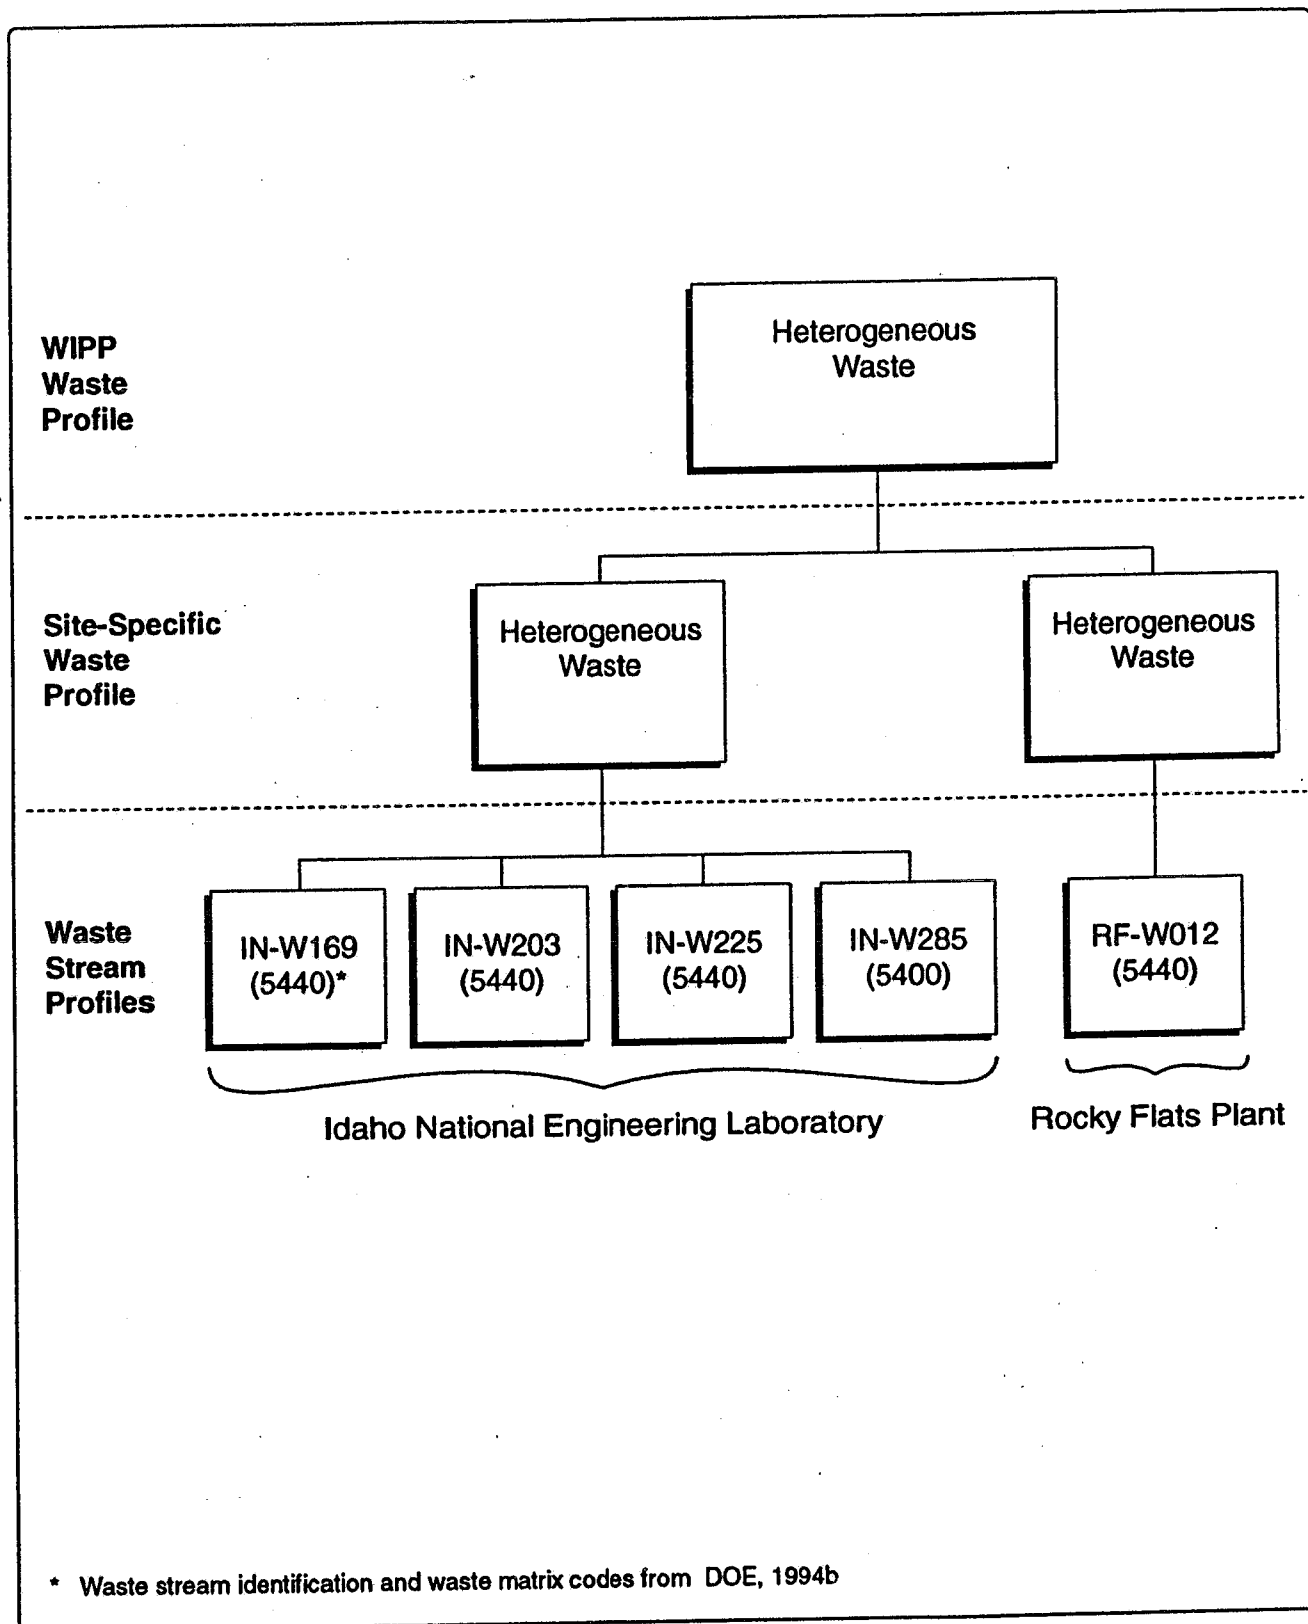 WIPP
Waste
Profile
Heterogeneous
Waste
Site-Specific
Waste
Profile
Heterogeneous
Waste
Heterogeneous
Waste
Waste
Stream
Profiles
IN-W169
(5440)*
IN-W203
(5440)
IN-W225
(5440)
IN-W285
(5400)
RF-W012
(5440)
Idaho National Engineering Laboratory
Rocky Flats Plant
* Waste stream identification and waste matrix codes from DOE, 1994b